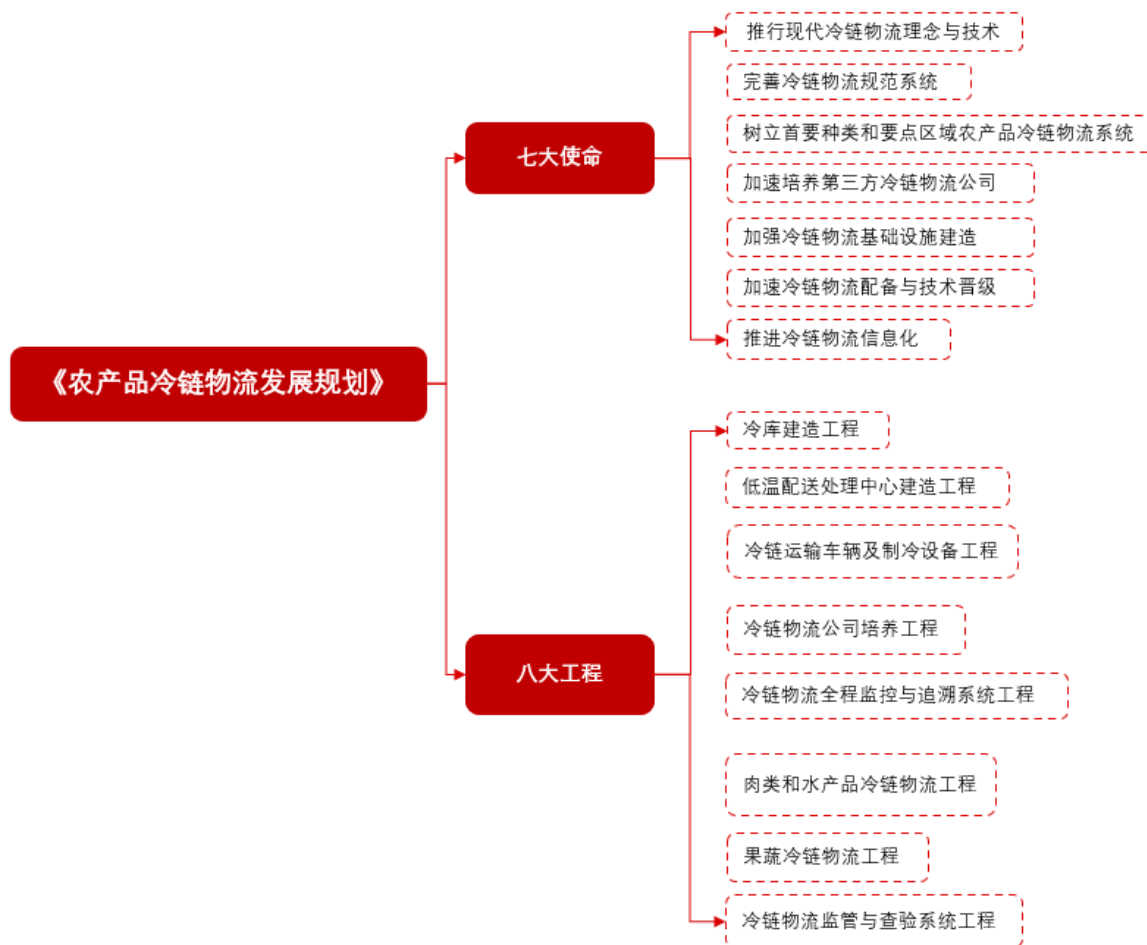 推行现代冷链物流理念与技术
完善冷链物流规范系统
七大使命
树立首要种类和要点区域农产品冷链物流系统
加速培养第三方冷链物流公司
加强冷链物流基础设施建造
加速冷链物流配备与技术晋级
推进冷链物流信息化
《农产品冷链物流发展规划》
冷库建造工程
低温配送处理中心建造工程
冷链运输车辆及制冷设备工程
冷链物流公司培养工程
八大工程
冷链物流全程监控与追溯系统工程
肉类和水产品冷链物流工程
果蔬冷链物流工程
冷链物流监管与查验系统工程